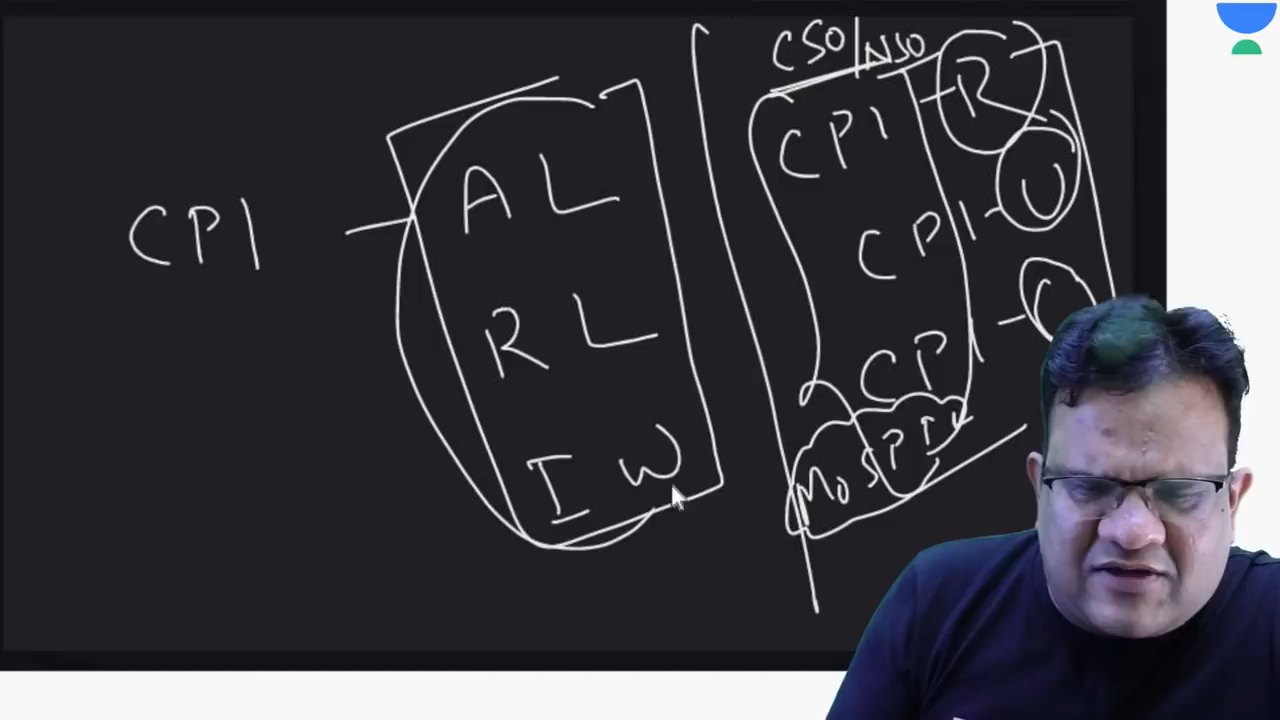 CPI
AL
RL
IW
CSO/NSO
CPI - R
CPI - U
CPI - C
MOSPI